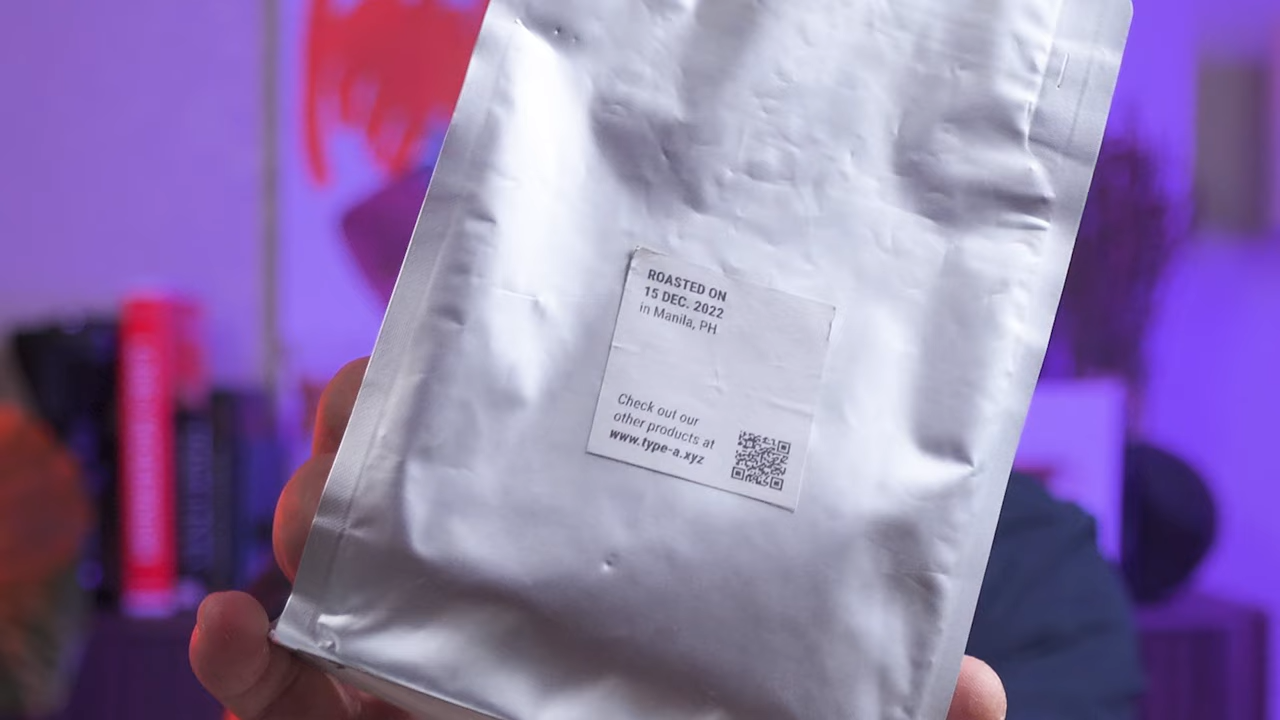 ROASTED ON
15 DEC. 2022
in Manila, PH
Check out our
other products at
www.type-a.xyz